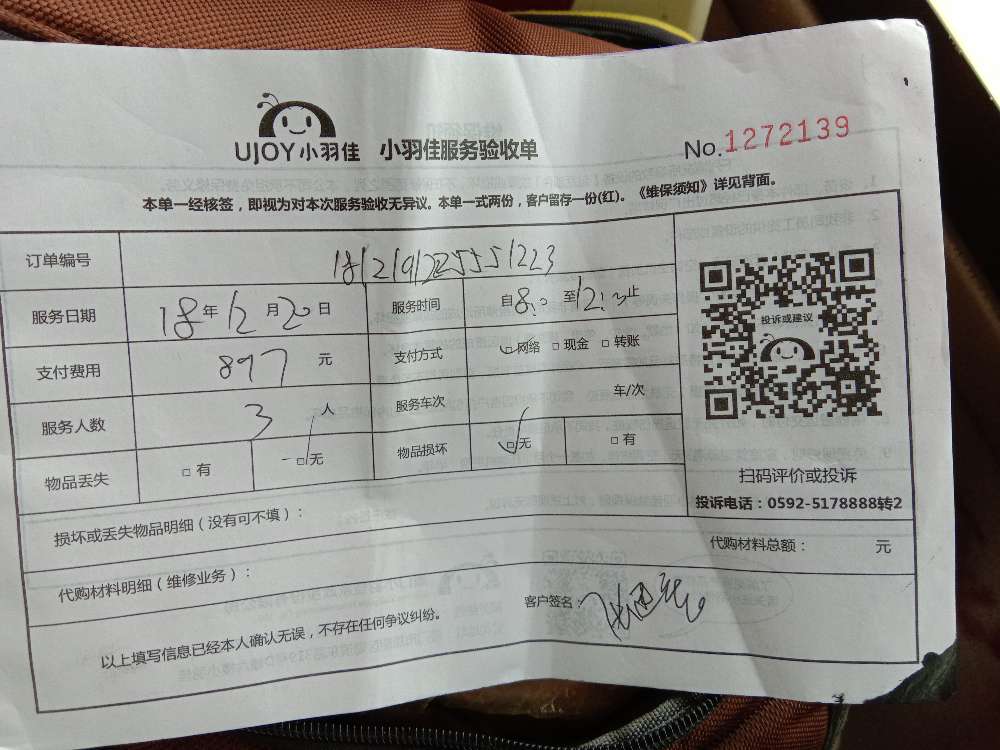 UJOY小羽佳 小羽佳服务验收单 No.1272139
本单一经核签，即视为对本次服务验收无异议。本单一式两份，客户留存一份(红)。《维保须知》详见背面。
订单编号
服务日期 18年12月20日 服务时间 自8:0 至12:30止
支付费用 897 元 支付方式 □网络 □现金 □转账
服务人数 3 人 服务车次 车/次
物品丢失 □有 □无 物品损坏 □无 □有
投诉或建议
扫码评价或投诉
投诉电话：0592-5178888转2
损坏或丢失物品明细（没有可不填）：
代购材料明细（维修业务）： 代购材料总额： 元
以上填写信息已经本人确认无误，不存在任何争议纠纷。 客户签名：